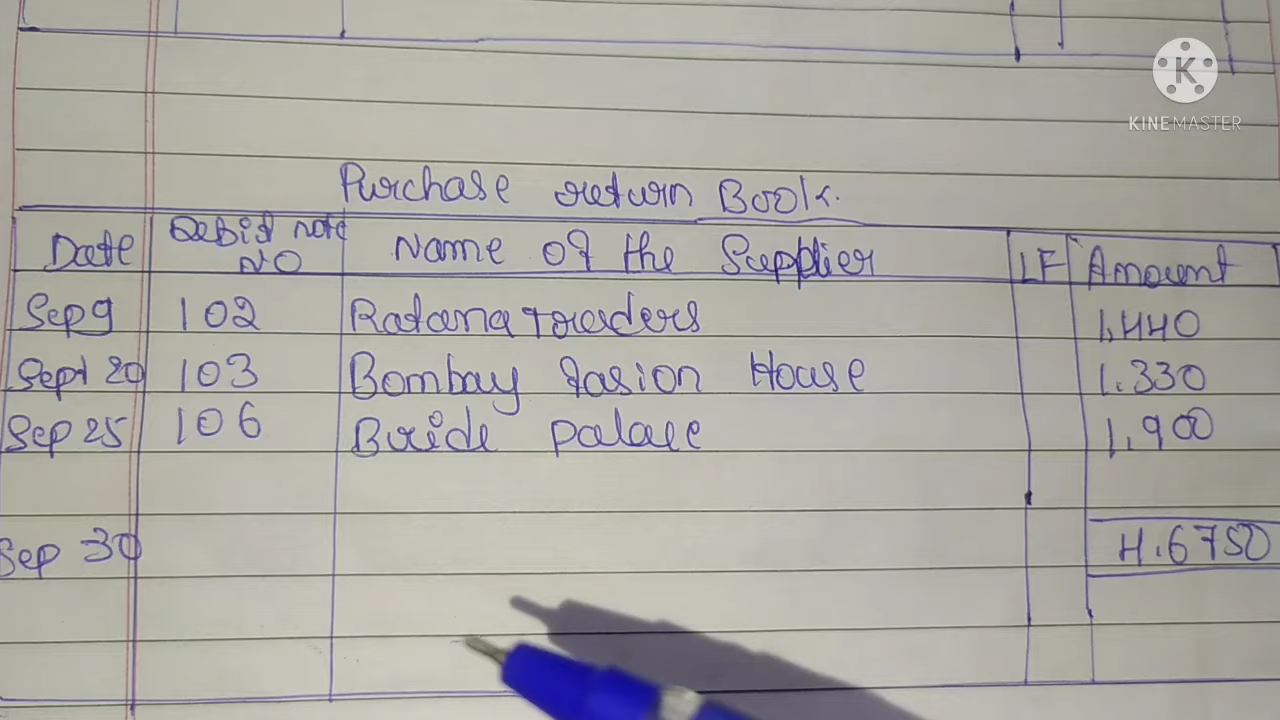 KINEMASTER
Purchase return Book.
Date Debit note NO Name of the Supplier LF Amount
Sep 9 102 Ratana Traders 1,440
Sept 20 103 Bombay fasion House 1.330
Sep 25 106 Bride palace 1,900
Sep 30 4.6750